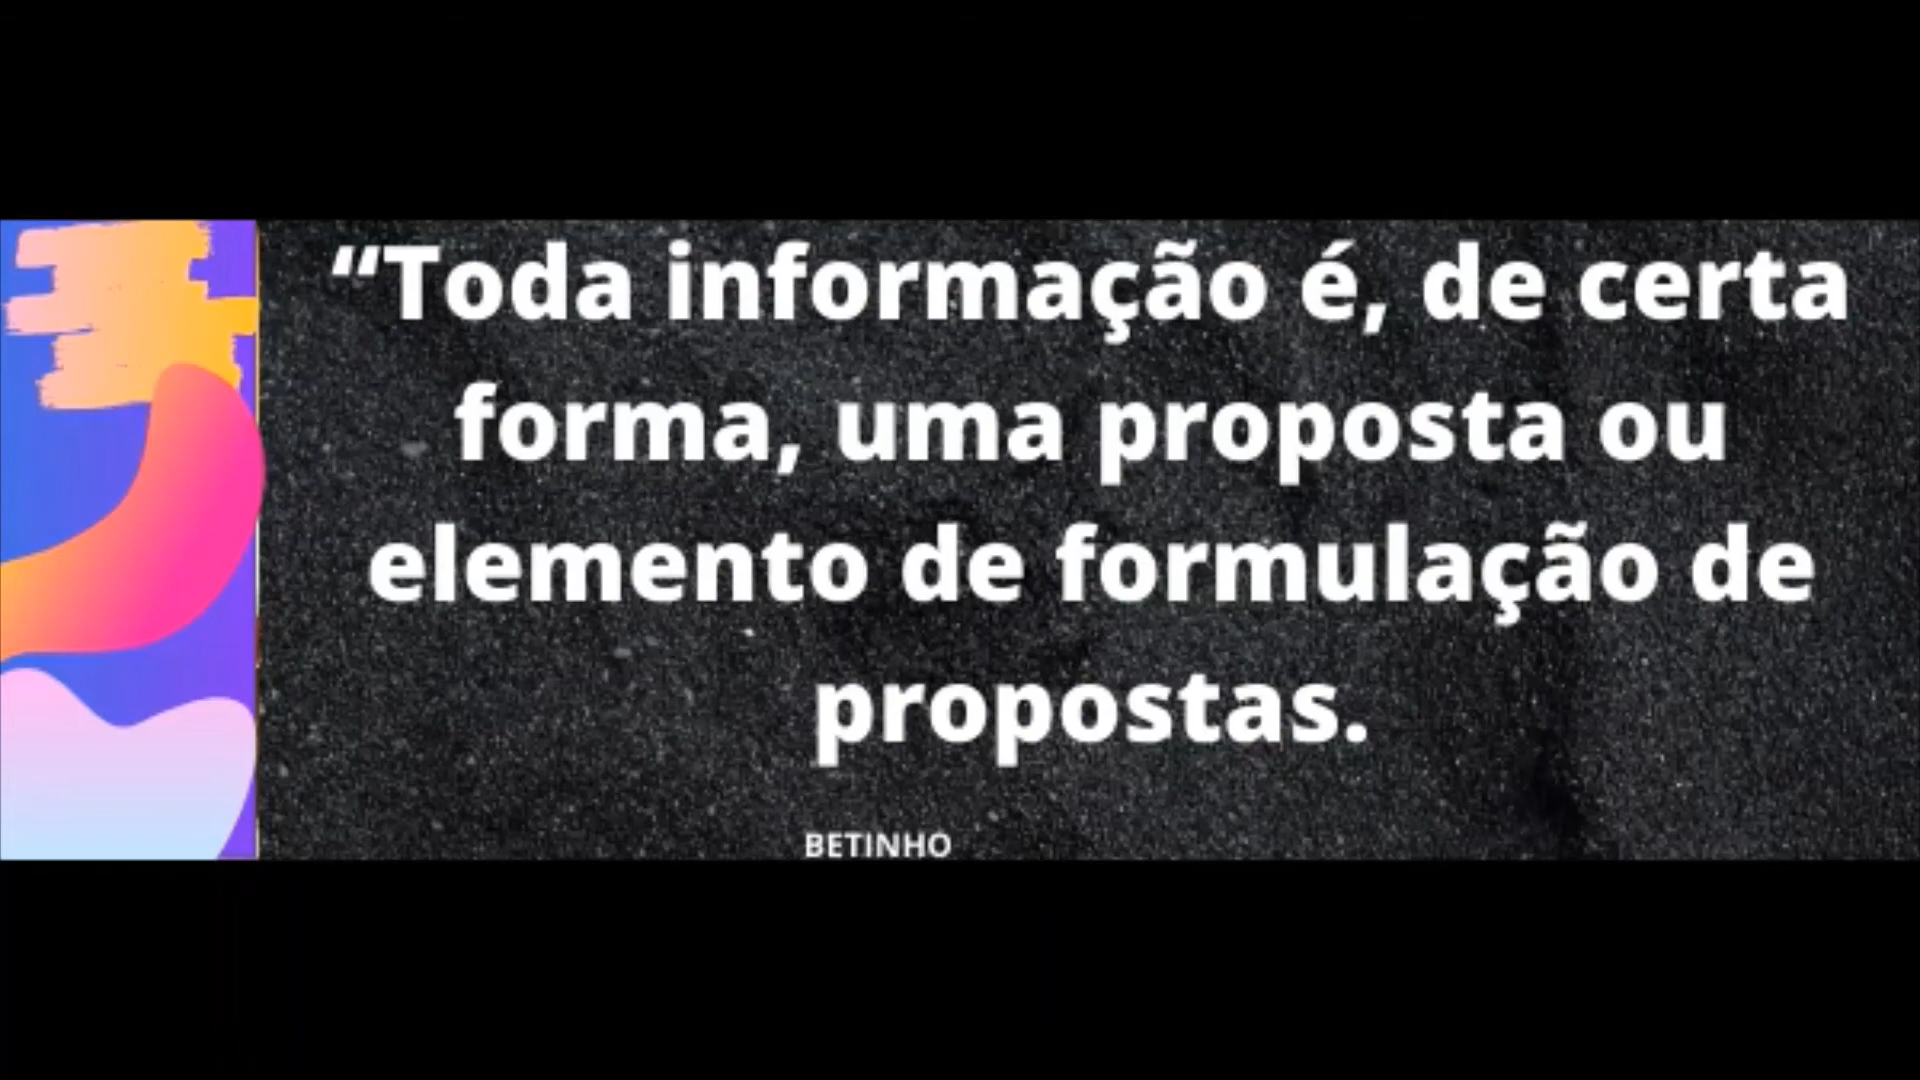 “Toda informação é, de certa
forma, uma proposta ou
elemento de formulação de
propostas.
BETINHO